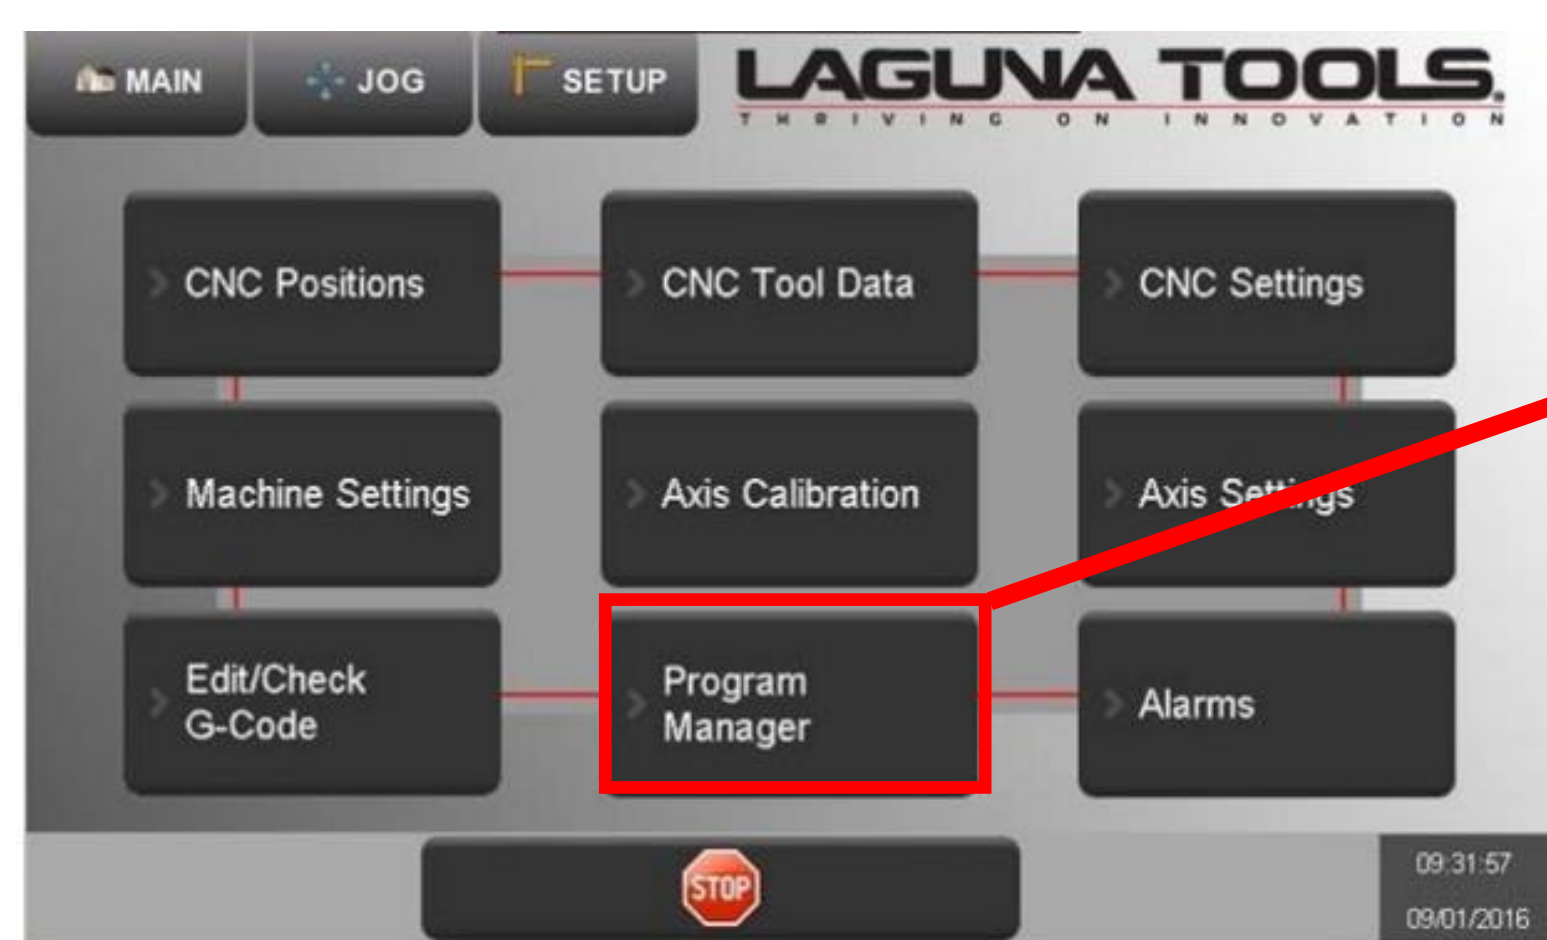 MAIN
JOG
SETUP
LAGUNA TOOLS.
THRIVING ON INNOVATION
CNC Positions
CNC Tool Data
CNC Settings
Machine Settings
Axis Calibration
Axis Settings
Edit/Check
G-Code
Program
Manager
Alarms
STOP
09:31:57
09/01/2016